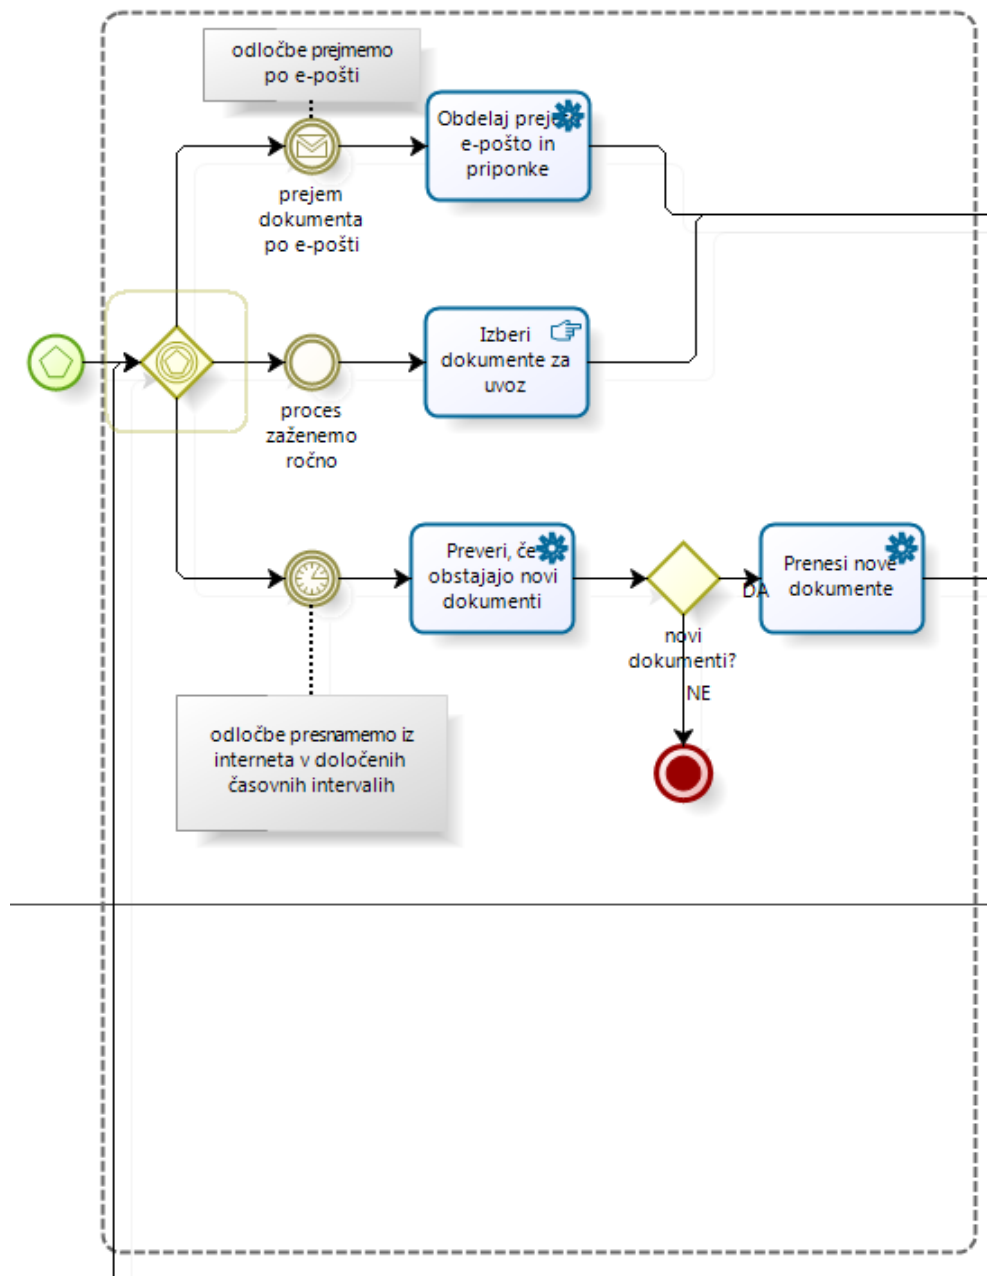 odločbe prejmemo
po e-pošti
Obdelaj
e-pošto in
priponke
prejem
dokumenta
po e-pošti
Izberi
dokumente za
uvoz
proces
zaženemo
ročno
Preveri, če
obstajajo novi
dokumenti
Prenesi nove
dokumente
DA
novi
dokumenti?
NE
odločbe presnamemo iz
interneta v določenih
časovnih intervalih